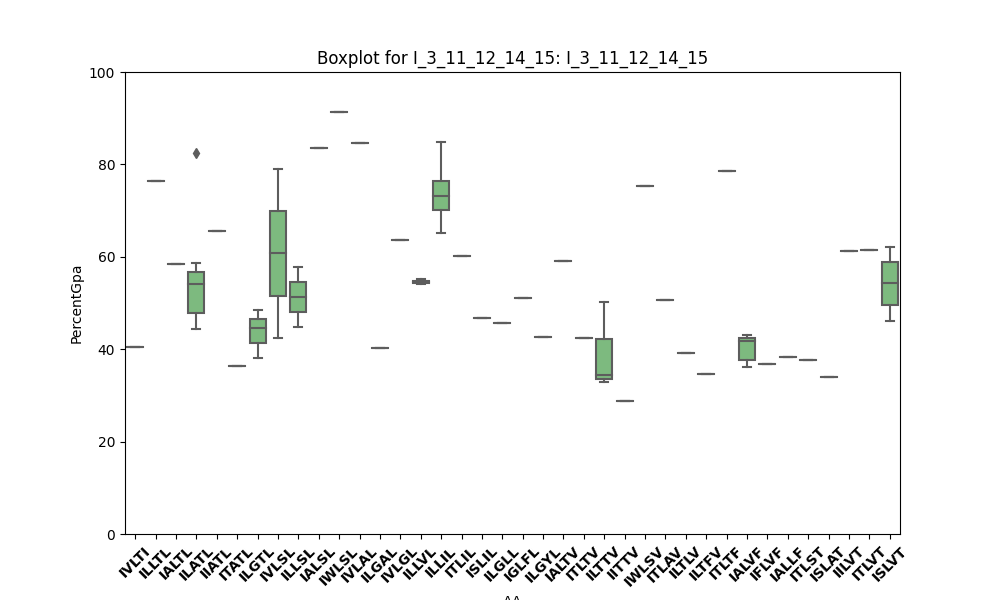 Boxplot for I_3_11_12_14_15: I_3_11_12_14_15
100
80
60
40
20
0
PercentGpa
IVLTI
ILLTL
IALTL
ILATL
IIATL
ITATL
ILGTL
IVLSL
ILLSL
IALSL
IWLSL
IVLAL
ILGAL
IVLGL
ILLVL
ILLIL
ITLIL
ISLIL
ILGLL
IGLFL
ILGYL
IALTV
ITLTV
ILTTV
IITTV
IWLSV
ITLAV
ILTLV
ILTFV
ITLTF
IALVF
IFLVF
IALLF
ITLST
ISLAT
IILVT
ITLVT
ISLVT
AA